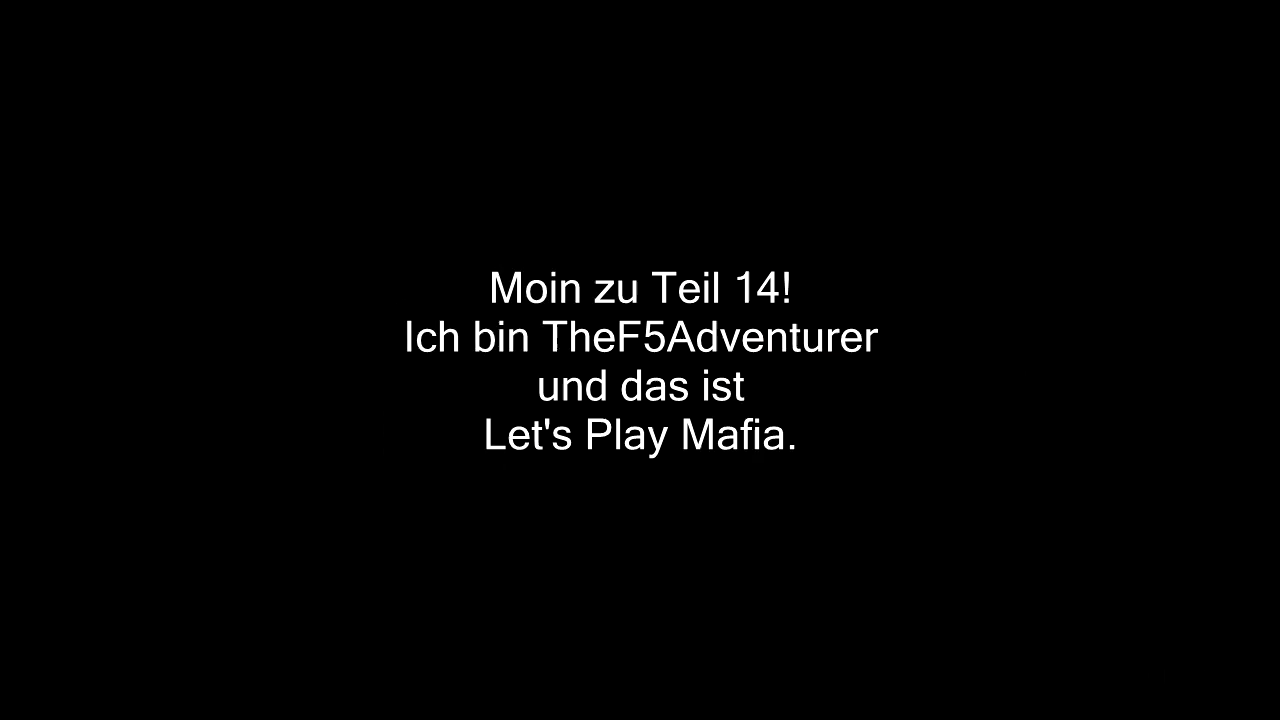 Moin zu Teil 14!
Ich bin TheF5Adventurer
und das ist
Let's Play Mafia.